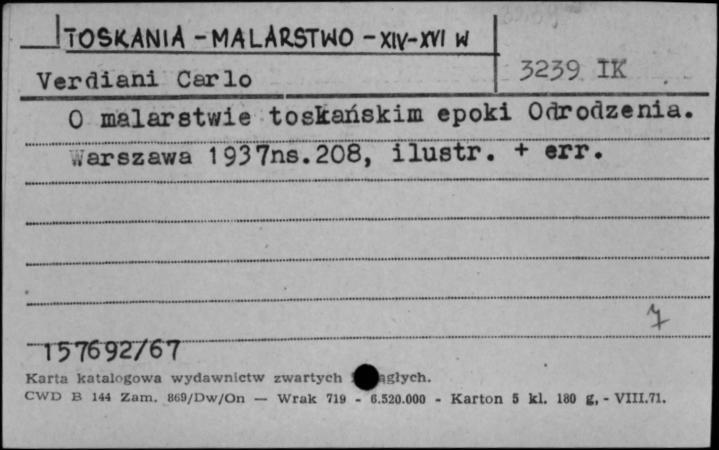 TOSKANIA - MALARSTWO - XIV-XVI W
Verdiani Carlo
3239 IK
O malarstwie toskańskim epoki Odrodzenia.
Warszawa 1937ns.208, ilustr. + err.
7
157692/67
Karta katalogowa wydawnictw zwartych
CWD B 144 Zam. 869/Dw/On — Wrak 719 - 6.520.000 - Karton 5 kl. 180 g, - VIII.71.